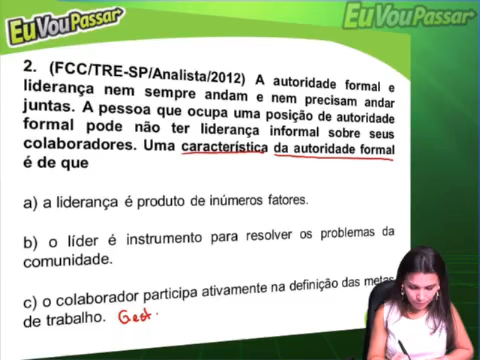 EuVouPassar
EuVouPassar
2. (FCC/TRE-SP/Analista/2012) A autoridade formal e
liderança nem sempre andam e nem precisam andar
juntas. A pessoa que ocupa uma posição de autoridade
formal pode não ter liderança informal sobre seus
colaboradores. Uma característica da autoridade formal
é de que
a) a liderança é produto de inúmeros fatores.
b) o líder é instrumento para resolver os problemas da
comunidade.
c) o colaborador participa ativamente na definição das metas
de trabalho. Gest.